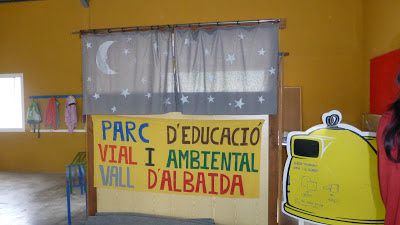 PARC D'EDUCACIÓ
VIAL I AMBIENTAL
VALL D'ALBAIDA